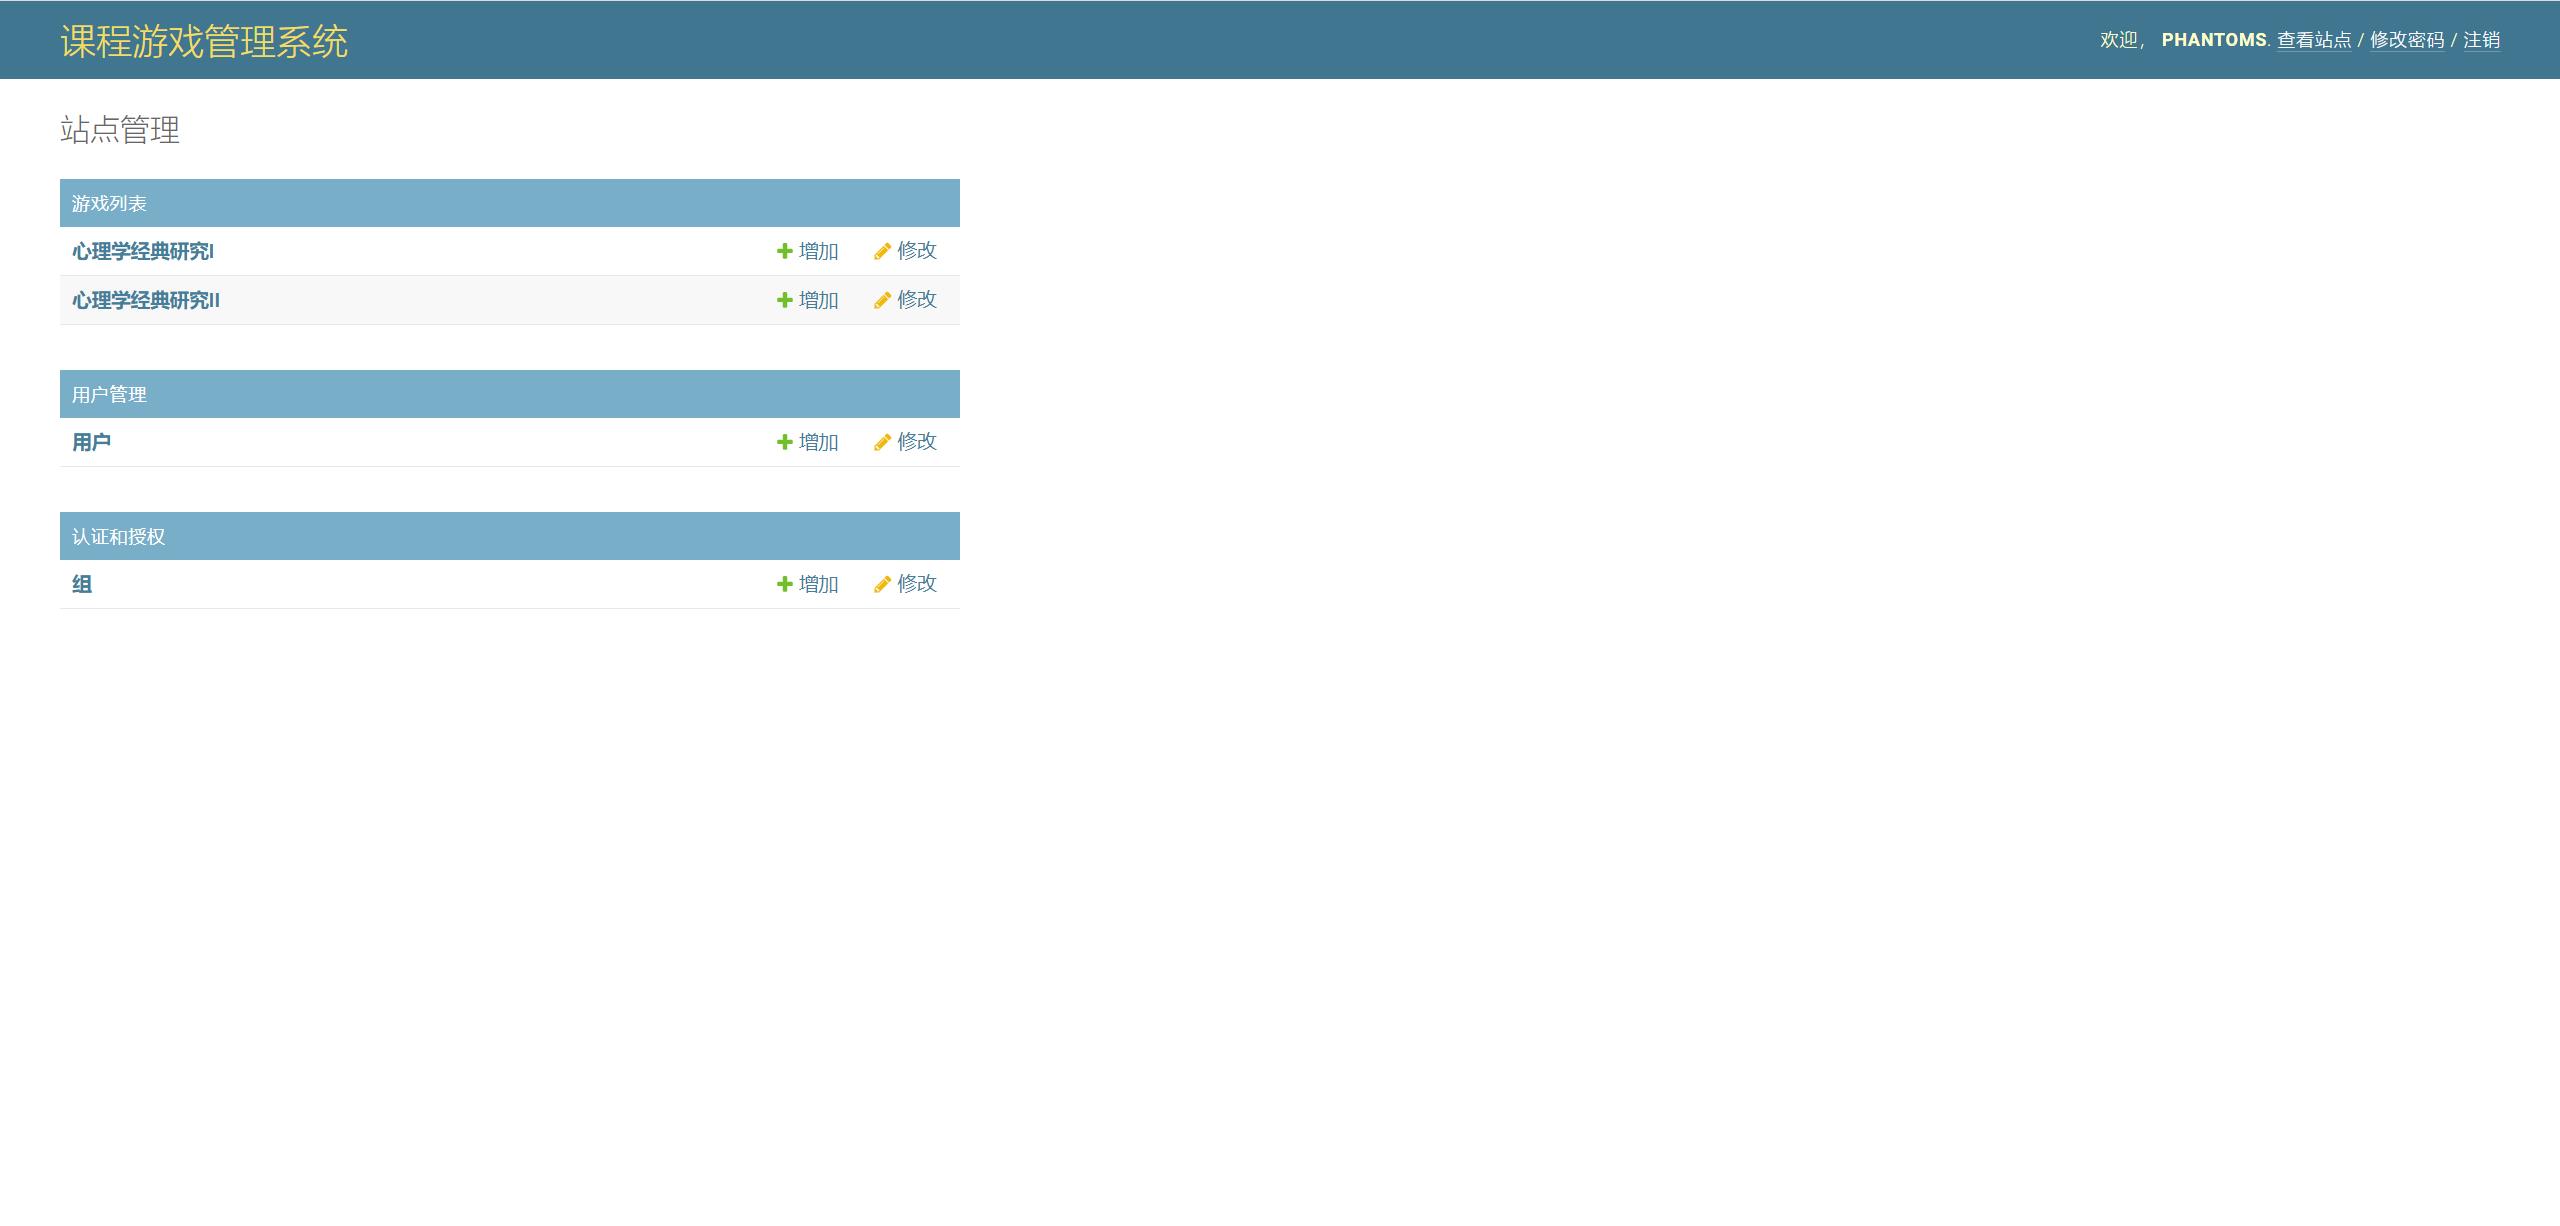 课程游戏管理系统
欢迎， PHANTOMS. 查看站点 / 修改密码 / 注销
站点管理
游戏列表
心理学经典研究I 增加 修改
心理学经典研究II 增加 修改
用户管理
用户 增加 修改
认证和授权
组 增加 修改